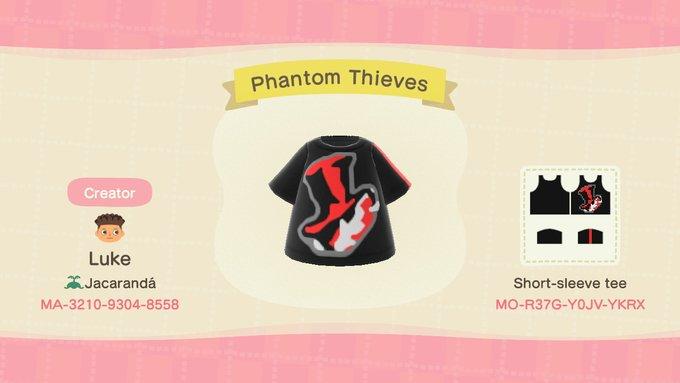 Phantom Thieves
Creator
Luke
Jacarandá
MA-3210-9304-8558
Short-sleeve tee
MO-R37G-Y0JV-YKRX